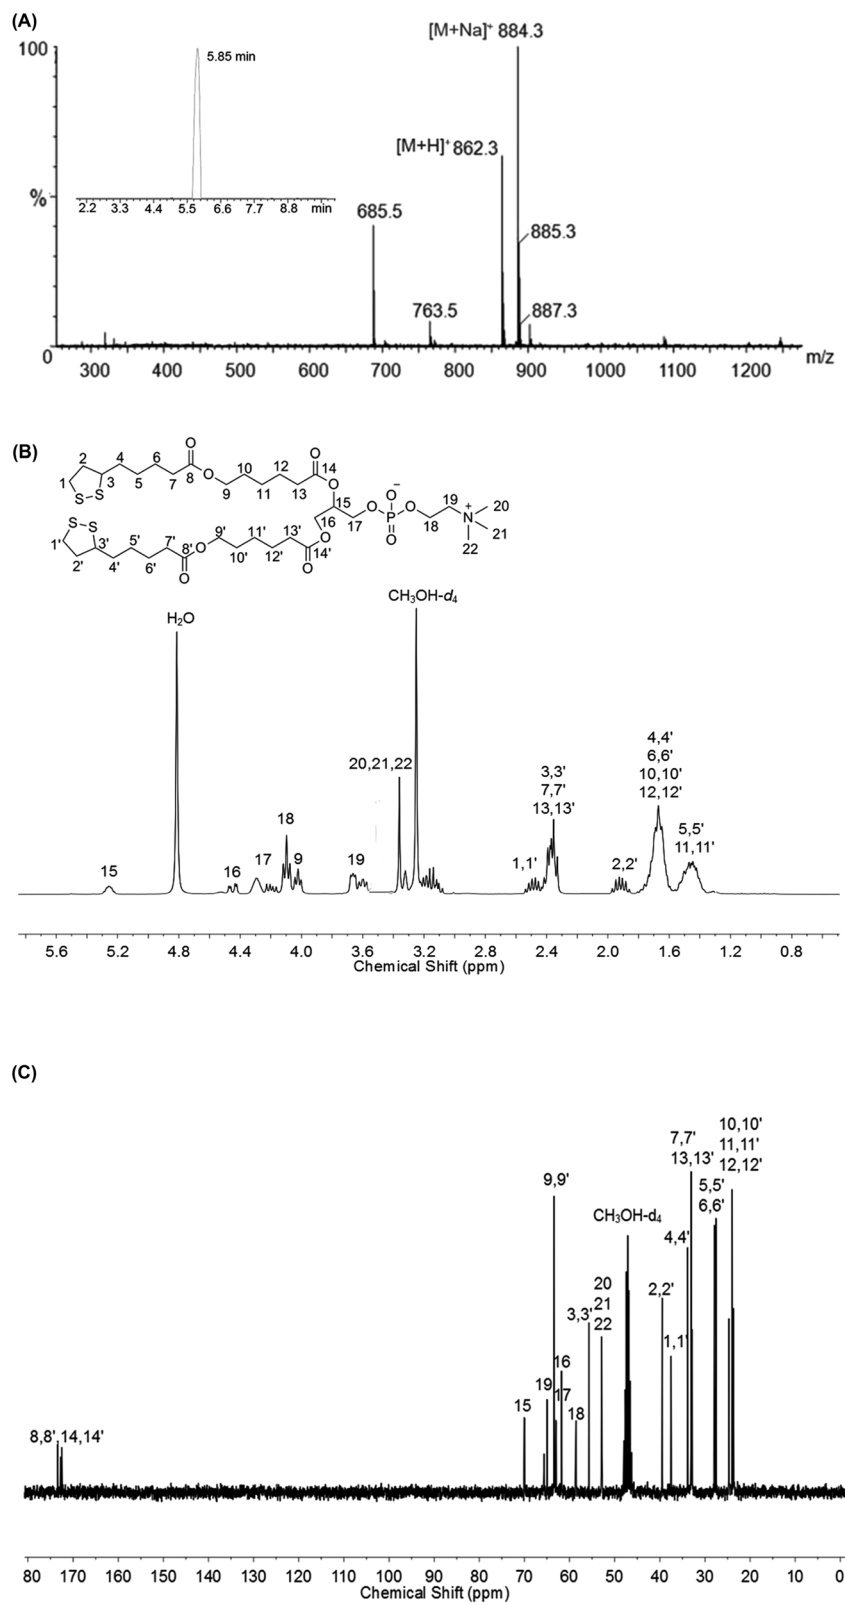 (A)
[M+Na]⁺ 884.3
100
5.85 min
[M+H]⁺ 862.3
%
2.2 3.3 4.4 5.5 6.6 7.7 8.8 min
685.5
885.3
763.5
887.3
0
300 400 500 600 700 800 900 1000 1100 1200 m/z
(B)
O
2 4 6 8 O 10 12 O
1 3 5 7 9 11 13 14 O
S S
15 O O⁻ P O O 19 N⁺ 20
16 17 18 21
22
S S
1' 3' 5' 7' 8' O 9' 11' 13' 14' O
2' 4' 6' O 10' 12' O
CH₃OH-d₄
H₂O
4,4'
6,6'
10,10'
12,12'
20,21,22
3,3'
7,7'
13,13'
5,5'
11,11'
18
15
16
17
9
19
1,1'
2,2'
5.6 5.2 4.8 4.4 4.0 3.6 3.2 2.8 2.4 2.0 1.6 1.2 0.8
Chemical Shift (ppm)
(C)
10,10'
11,11'
12,12'
7,7'
13,13'
9,9'
5,5'
6,6'
CH₃OH-d₄
4,4'
20
21
22
2,2'
3,3'
1,1'
16
19
17
15
18
8,8',14,14'
80 170 160 150 140 130 120 110 100 90 80 70 60 50 40 30 20 10 0
Chemical Shift (ppm)